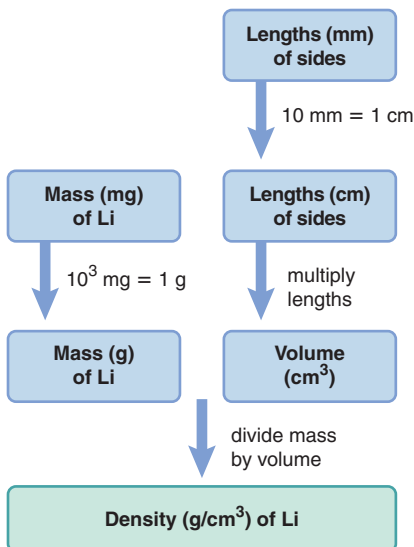 Lengths (mm)
of sides
10 mm = 1 cm
Mass (mg)
of Li
Lengths (cm)
of sides
10³ mg = 1 g
multiply
lengths
Mass (g)
of Li
Volume
(cm³)
divide mass
by volume
Density (g/cm³) of Li